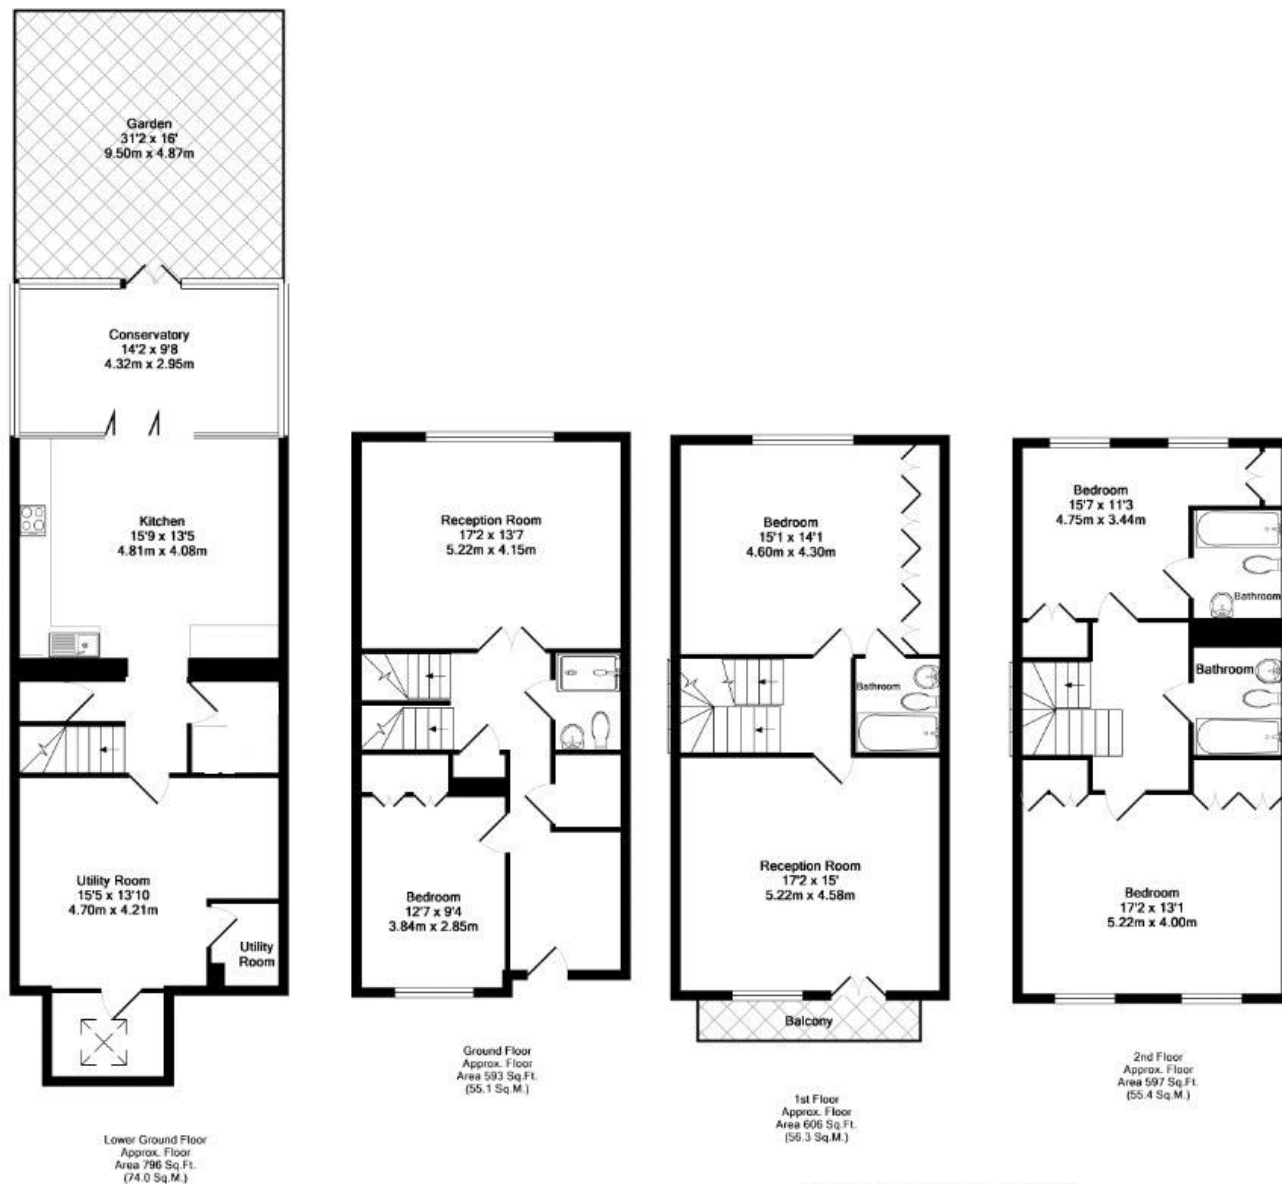 Garden
31'2 x 16'
9.50m x 4.87m
Conservatory
14'2 x 9'8
4.32m x 2.95m
Kitchen
15'9 x 13'5
4.81m x 4.08m
Utility Room
15'5 x 13'10
4.70m x 4.21m
Utility
Room
Lower Ground Floor
Approx. Floor
Area 796 Sq.Ft.
(74.0 Sq.M.)
Reception Room
17'2 x 13'7
5.22m x 4.15m
Bedroom
12'7 x 9'4
3.84m x 2.85m
Ground Floor
Approx. Floor
Area 593 Sq.Ft.
(55.1 Sq.M.)
Bedroom
15'1 x 14'1
4.60m x 4.30m
Bathroom
Reception Room
17'2 x 15'
5.22m x 4.58m
Balcony
1st Floor
Approx. Floor
Area 606 Sq.Ft.
(56.3 Sq.M.)
Bedroom
15'7 x 11'3
4.75m x 3.44m
Bathroom
Bathroom
Bedroom
17'2 x 13'1
5.22m x 4.00m
2nd Floor
Approx. Floor
Area 597 Sq.Ft.
(55.4 Sq.M.)